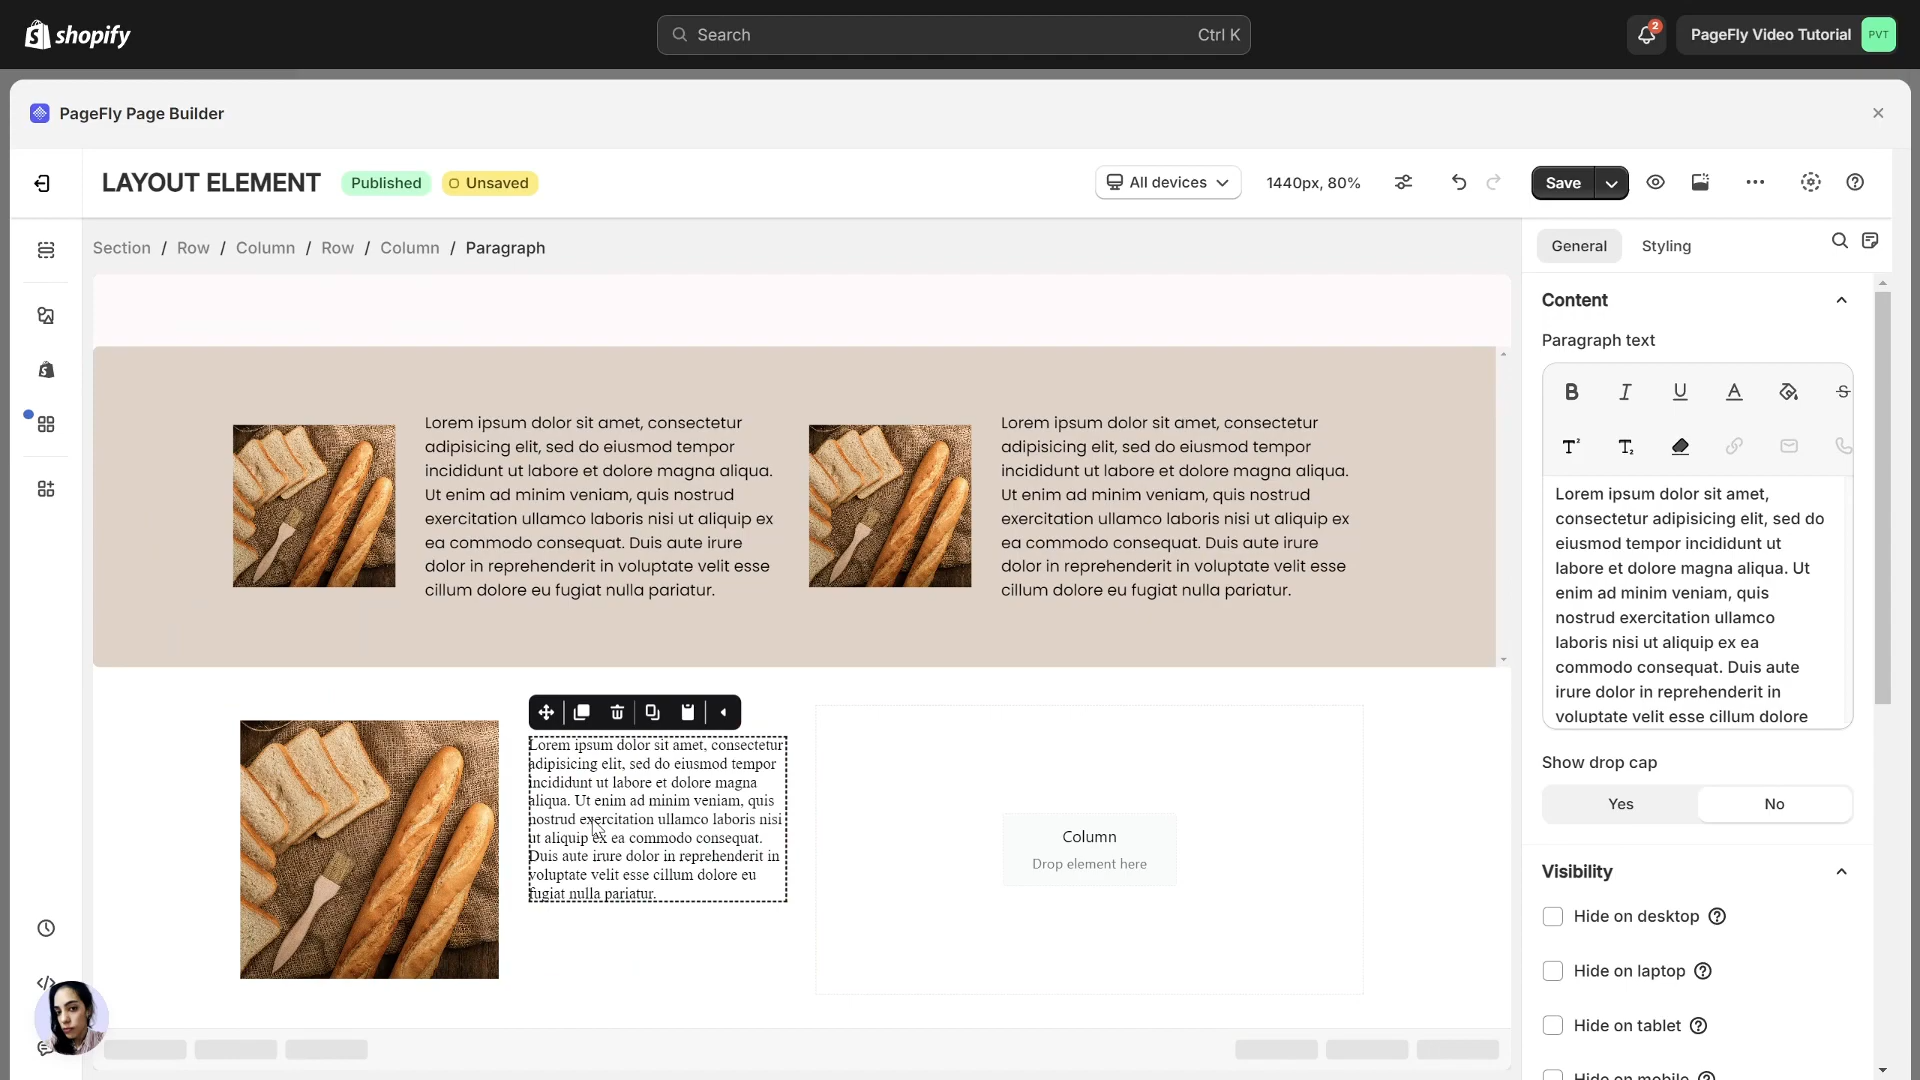 shopify
Search
Ctrl K
2
PageFly Video Tutorial
PVT
PageFly Page Builder
LAYOUT ELEMENT
Published
Unsaved
All devices
1440px, 80%
Save
Section / Row / Column / Row / Column / Paragraph
General
Styling
Lorem ipsum dolor sit amet, consectetur
adipisicing elit, sed do eiusmod tempor
incididunt ut labore et dolore magna aliqua.
Ut enim ad minim veniam, quis nostrud
exercitation ullamco laboris nisi ut aliquip ex
ea commodo consequat. Duis aute irure
dolor in reprehenderit in voluptate velit esse
cillum dolore eu fugiat nulla pariatur.
Lorem ipsum dolor sit amet, consectetur
adipisicing elit, sed do eiusmod tempor
incididunt ut labore et dolore magna aliqua.
Ut enim ad minim veniam, quis nostrud
exercitation ullamco laboris nisi ut aliquip ex
ea commodo consequat. Duis aute irure
dolor in reprehenderit in voluptate velit esse
cillum dolore eu fugiat nulla pariatur.
Lorem ipsum dolor sit amet, consectetur
adipisicing elit, sed do eiusmod tempor
incididunt ut labore et dolore magna
aliqua. Ut enim ad minim veniam, quis
nostrud exercitation ullamco laboris nisi
ut aliquip ex ea commodo consequat.
Duis aute irure dolor in reprehenderit in
voluptate velit esse cillum dolore eu
fugiat nulla pariatur.
Column
Drop element here
Content
Paragraph text
Lorem ipsum dolor sit amet,
consectetur adipisicing elit, sed do
eiusmod tempor incididunt ut
labore et dolore magna aliqua. Ut
enim ad minim veniam, quis
nostrud exercitation ullamco
laboris nisi ut aliquip ex ea
commodo consequat. Duis aute
irure dolor in reprehenderit in
voluptate velit esse cillum dolore
Show drop cap
Yes
No
Visibility
Hide on desktop
Hide on laptop
Hide on tablet
Hide on mobile